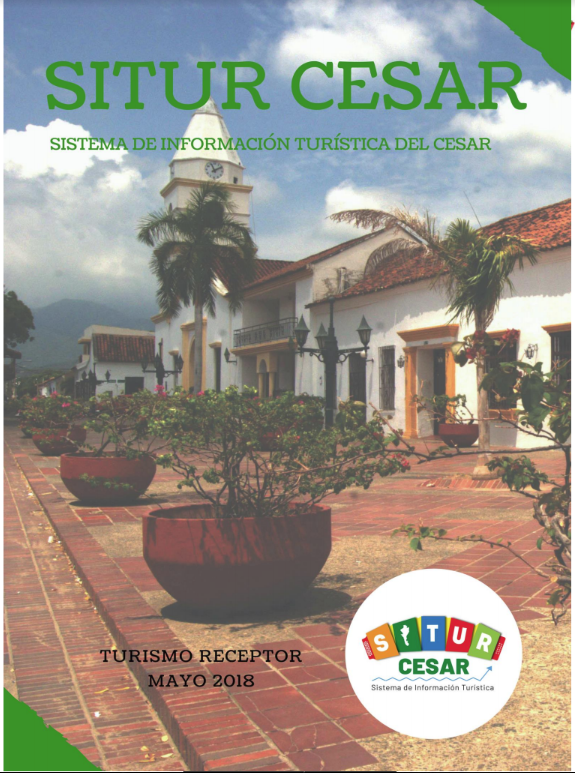 SITUR CESAR
SISTEMA DE INFORMACIÓN TURÍSTICA DEL CESAR
TURISMO RECEPTOR
MAYO 2018
SITUR
CESAR
Sistema de Información Turística